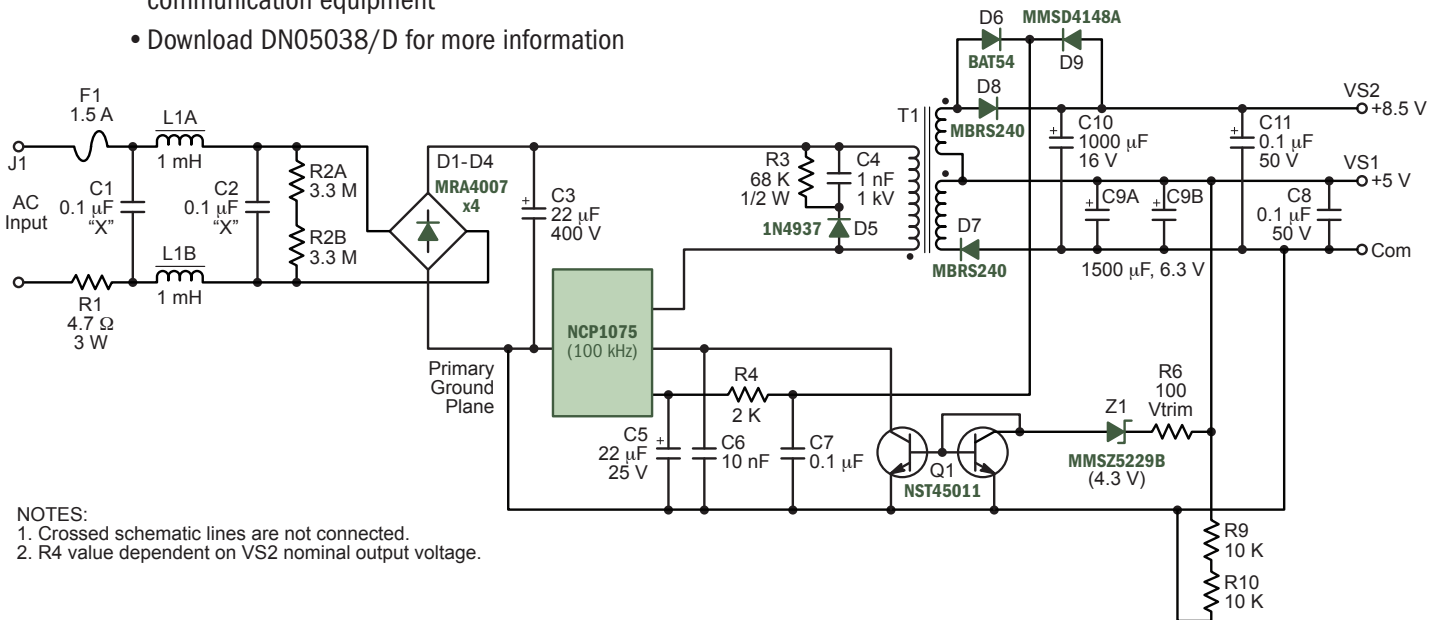 communication equipment
• Download DN05038/D for more information
D6
MMSD4148A
BAT54
D9
D8
MBRS240
F1
1.5 A
L1A
1 mH
J1
AC
Input
C1
0.1 µF
“X”
C2
0.1 µF
“X”
R2A
3.3 M
R2B
3.3 M
L1B
1 mH
R1
4.7 Ω
3 W
D1-D4
MRA4007
x4
C3
22 µF
400 V
R3
68 K
1/2 W
C4
1 nF
1 kV
1N4937
D5
T1
D7
MBRS240
C10
1000 µF
16 V
C11
0.1 µF
50 V
VS2
+8.5 V
VS1
+5 V
C9A
C9B
1500 µF, 6.3 V
C8
0.1 µF
50 V
Com
NCP1075
(100 kHz)
Primary
Ground
Plane
R4
2 K
C5
22 µF
25 V
C6
10 nF
C7
0.1 µF
Q1
NST45011
Z1
MMSZ5229B
(4.3 V)
R6
100
Vtrim
R9
10 K
R10
10 K
NOTES:
1. Crossed schematic lines are not connected.
2. R4 value dependent on VS2 nominal output voltage.